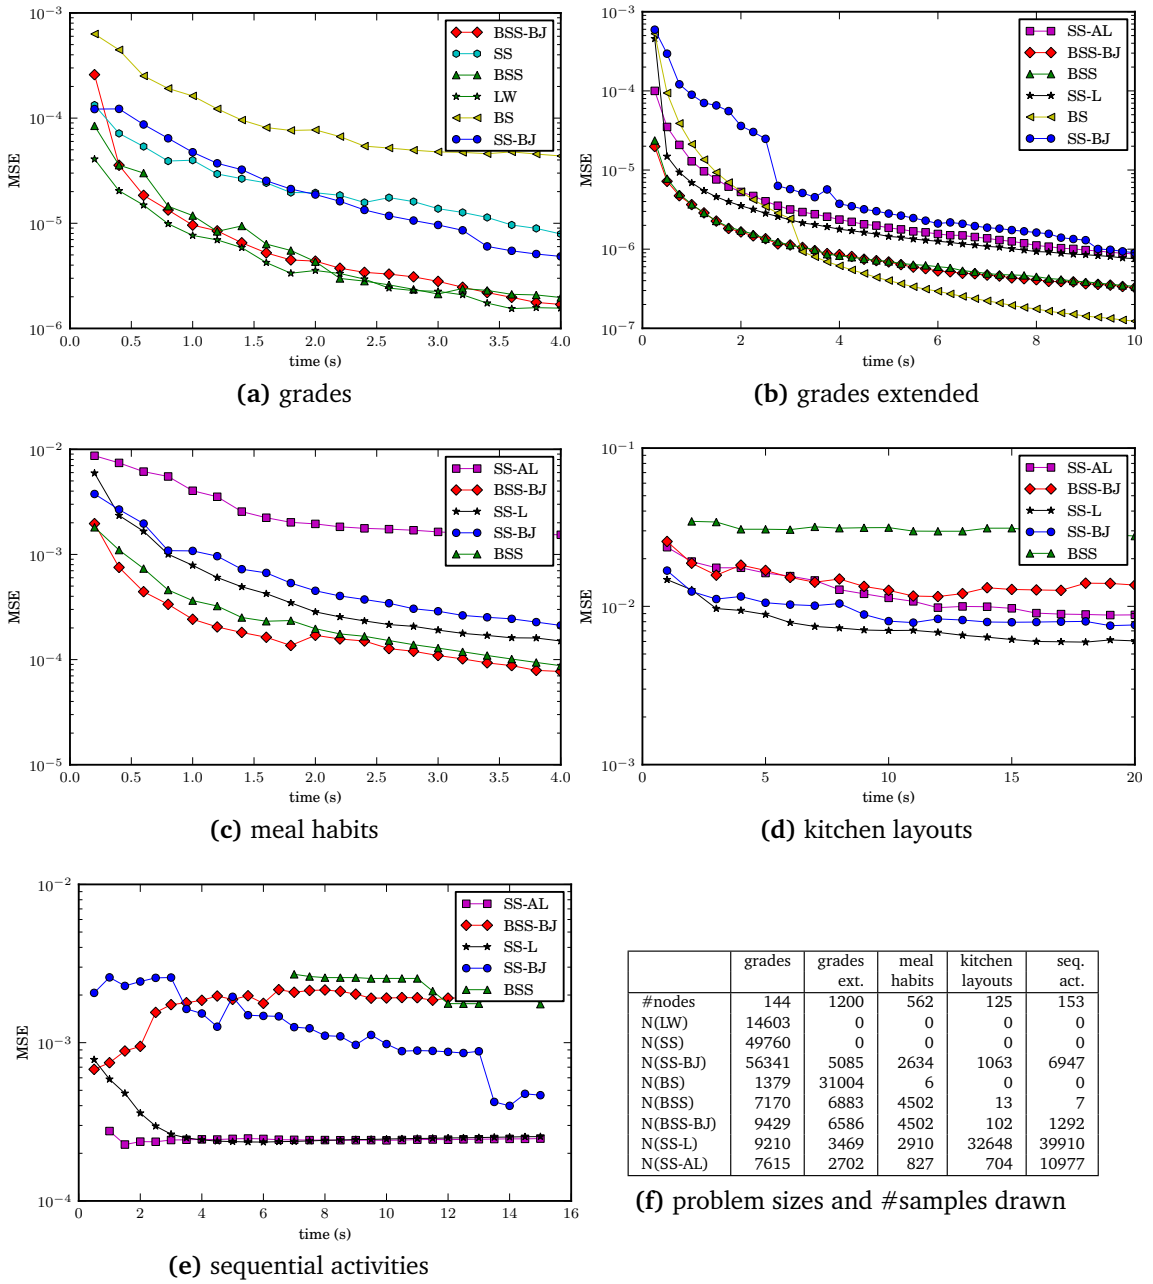 10⁻³
10⁻⁴
10⁻⁵
10⁻⁶
MSE
0.0 0.5 1.0 1.5 2.0 2.5 3.0 3.5 4.0
time (s)
BSS-BJ
SS
BSS
LW
BS
SS-BJ
(a) grades
10⁻³
10⁻⁴
10⁻⁵
10⁻⁶
10⁻⁷
MSE
0 2 4 6 8 10
time (s)
SS-AL
BSS-BJ
BSS
SS-L
BS
SS-BJ
(b) grades extended
10⁻²
10⁻³
10⁻⁴
10⁻⁵
MSE
0.0 0.5 1.0 1.5 2.0 2.5 3.0 3.5 4.0
time (s)
SS-AL
BSS-BJ
SS-L
SS-BJ
BSS
(c) meal habits
10⁻¹
10⁻²
10⁻³
MSE
0 5 10 15 20
time (s)
SS-AL
BSS-BJ
SS-L
SS-BJ
BSS
(d) kitchen layouts
10⁻²
10⁻³
10⁻⁴
MSE
0 2 4 6 8 10 12 14 16
time (s)
SS-AL
BSS-BJ
SS-L
SS-BJ
BSS
(e) sequential activities
grades grades meal kitchen seq.
ext. habits layouts act.
#nodes 144 1200 562 125 153
N(LW) 14603 0 0 0 0
N(SS) 49760 0 0 0 0
N(SS-BJ) 56341 5085 2634 1063 6947
N(BS) 1379 31004 6 0 0
N(BSS) 7170 6883 4502 13 7
N(BSS-BJ) 9429 6586 4502 102 1292
N(SS-L) 9210 3469 2910 32648 39910
N(SS-AL) 7615 2702 827 704 10977
(f) problem sizes and #samples drawn